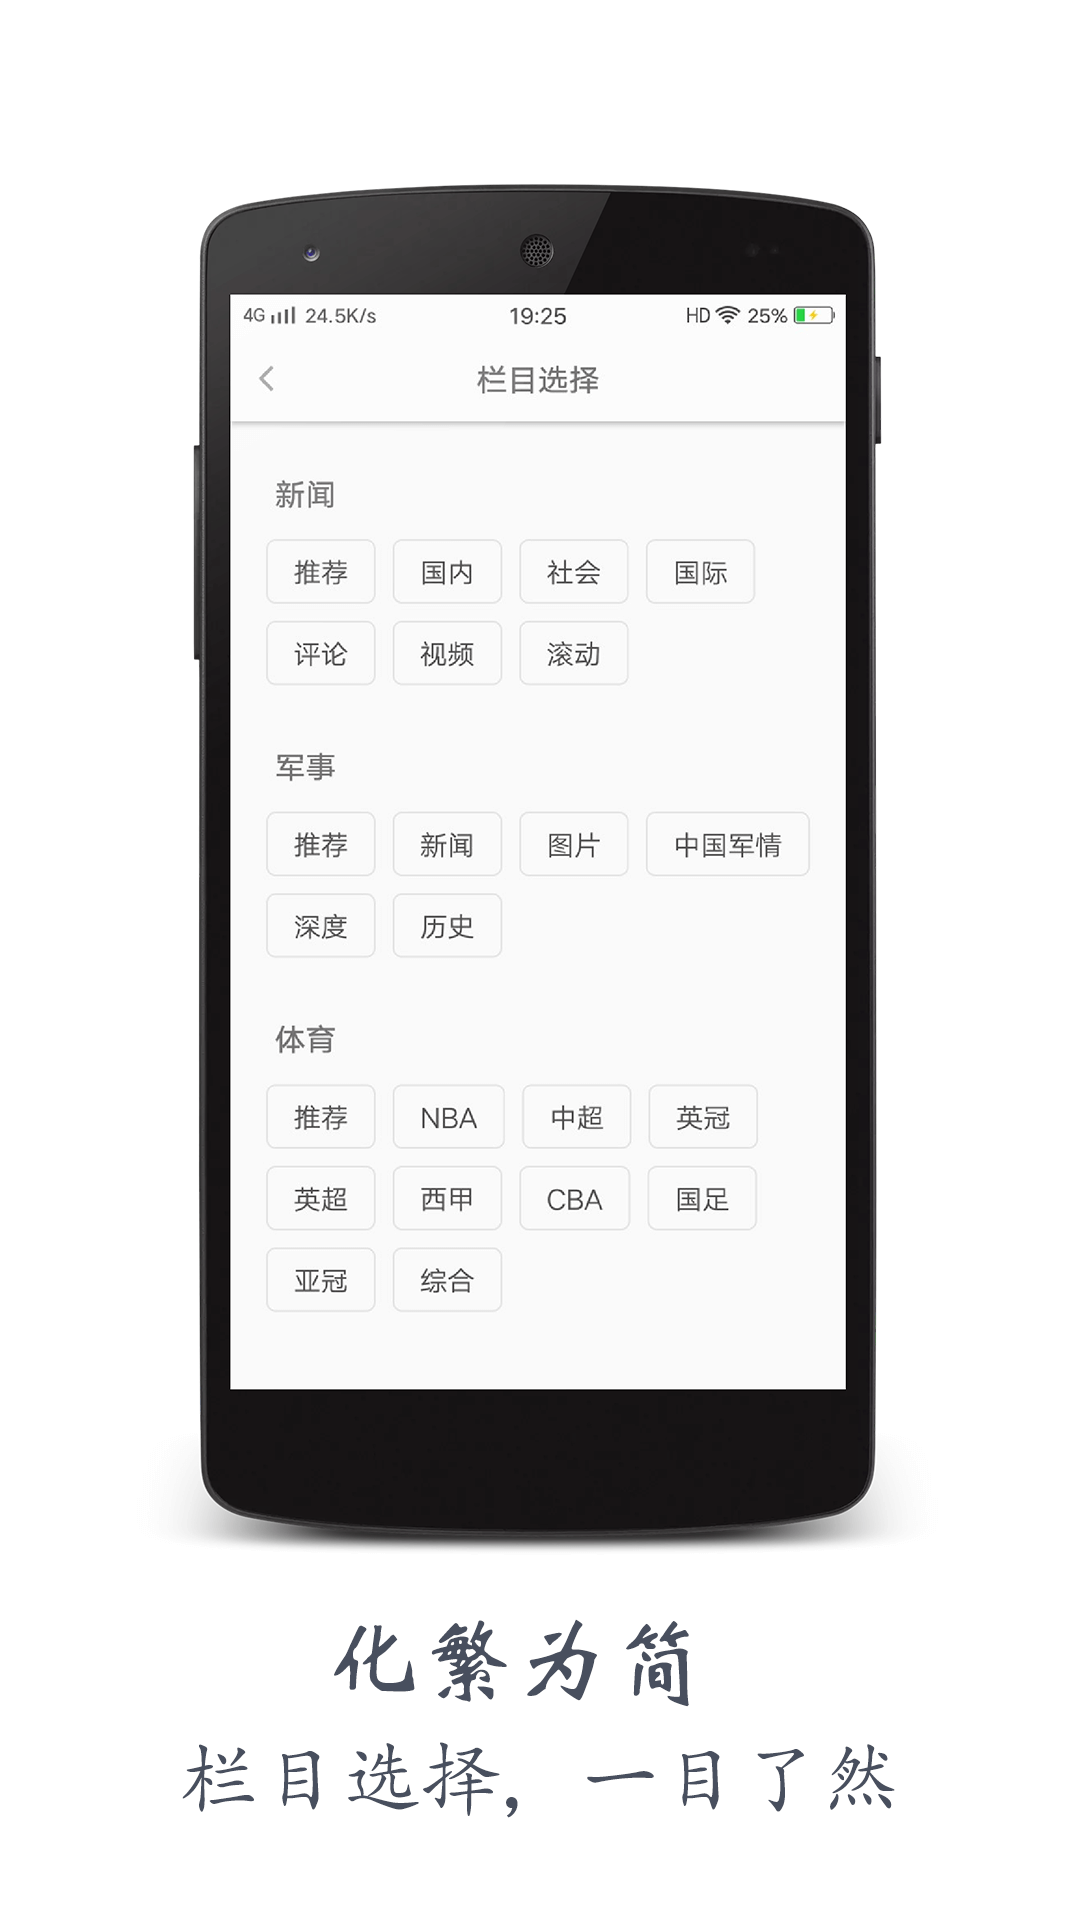 4G 24.5K/s 19:25 HD 25%
栏目选择
新闻
推荐 国内 社会 国际
评论 视频 滚动
军事
推荐 新闻 图片 中国军情
深度 历史
体育
推荐 NBA 中超 英冠
英超 西甲 CBA 国足
亚冠 综合
化繁为简
栏目选择，一目了然